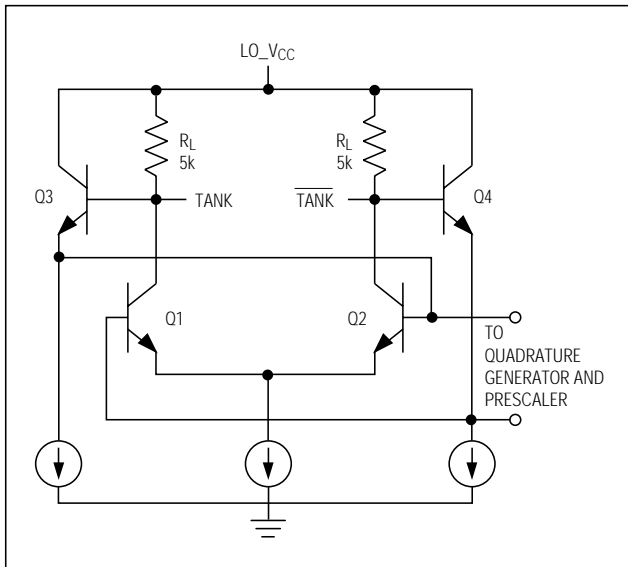 LO_VCC
RL
5k
RL
5k
Q3
TANK
TANK
Q4
Q1
Q2
TO
QUADRATURE
GENERATOR AND
PRESCALER